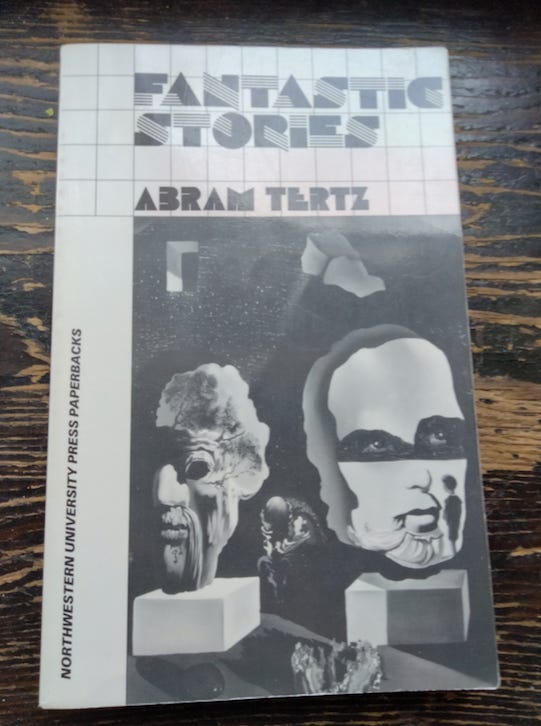 FANTASTIC
STORIES
ABRAM TERTZ
NORTHWESTERN UNIVERSITY PRESS PAPERBACKS